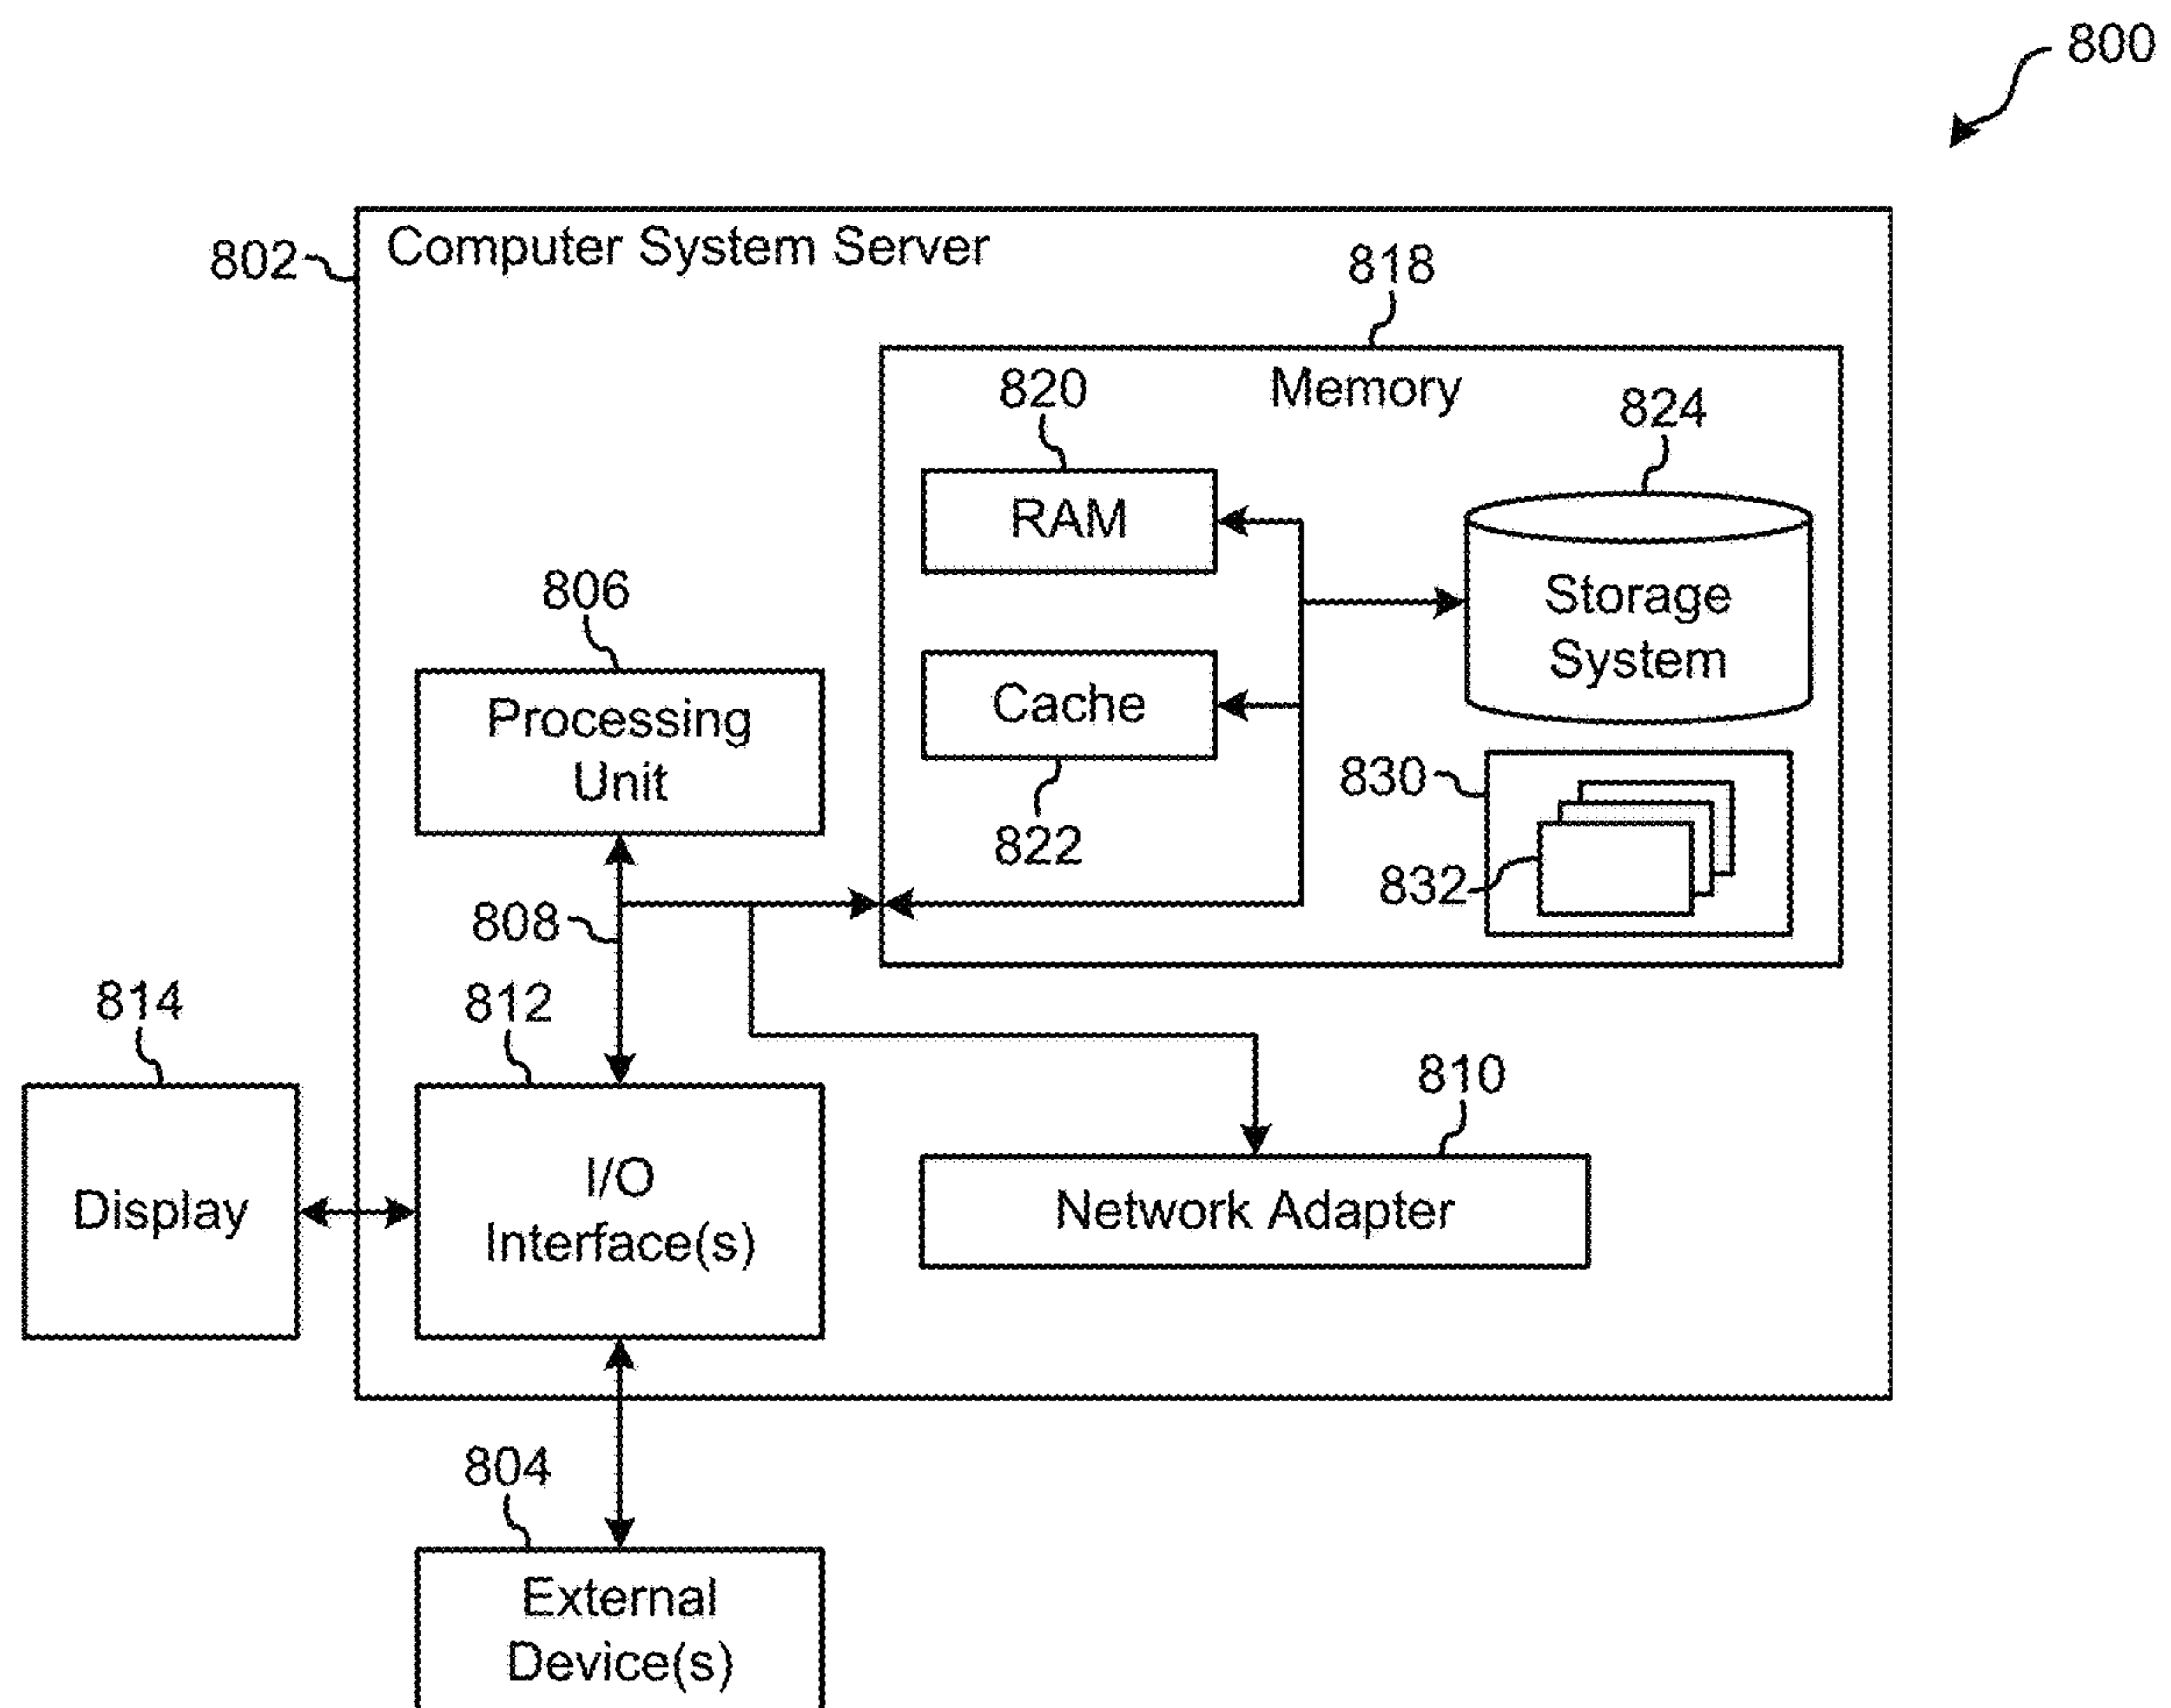 800
802
Computer System Server
818
Memory
820
824
RAM
Storage
System
806
Processing
Unit
Cache
822
830
832
808
812
814
810
Display
I/O
Interface(s)
Network Adapter
804
External
Device(s)